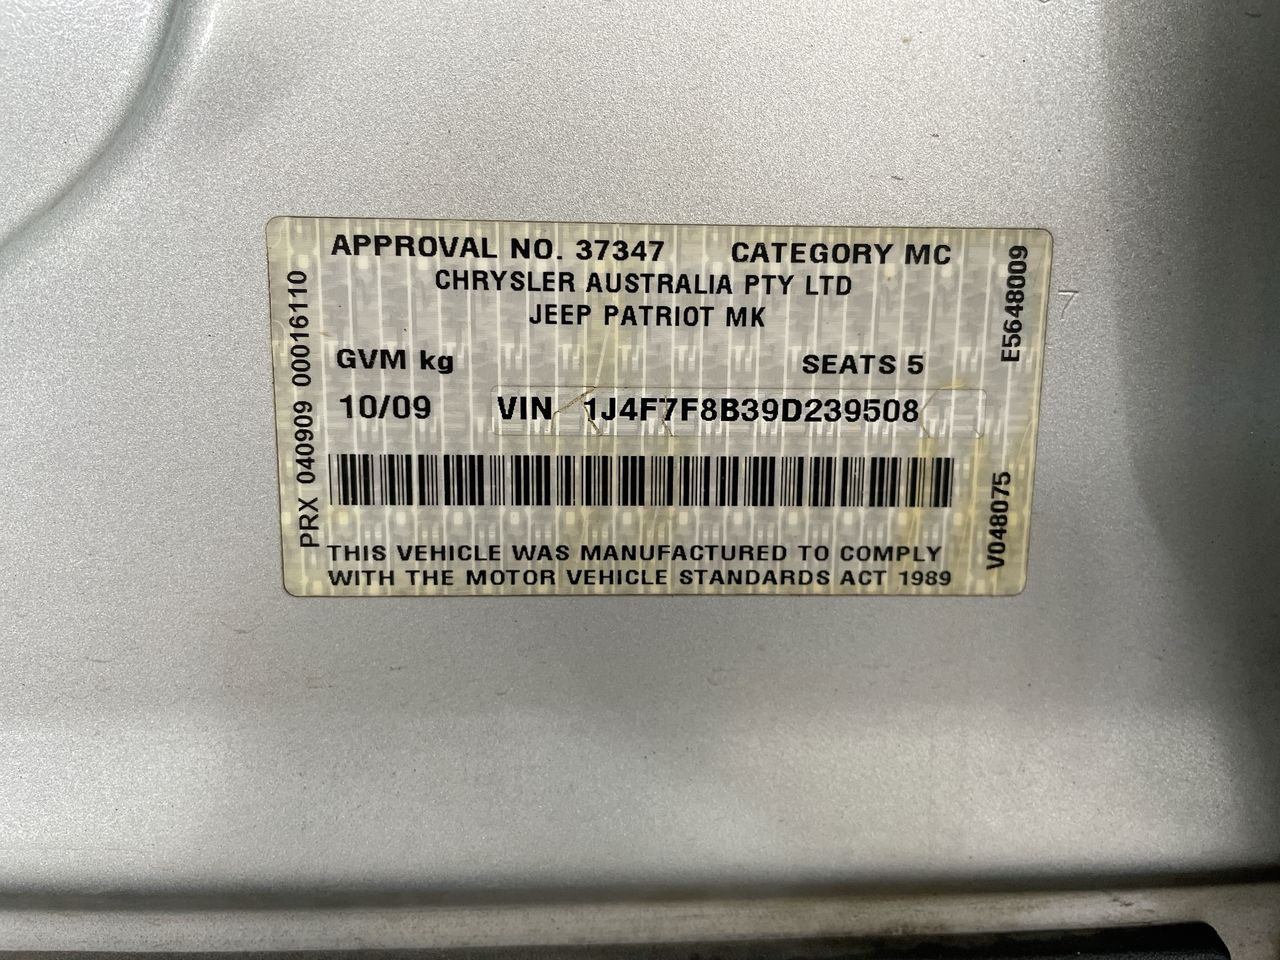 APPROVAL NO. 37347 CATEGORY MC
CHRYSLER AUSTRALIA PTY LTD
JEEP PATRIOT MK
GVM kg SEATS 5
10/09 VIN 1J4F7F8B39D239508
THIS VEHICLE WAS MANUFACTURED TO COMPLY
WITH THE MOTOR VEHICLE STANDARDS ACT 1989
PRX 040909 00016110
E5648009
V048075